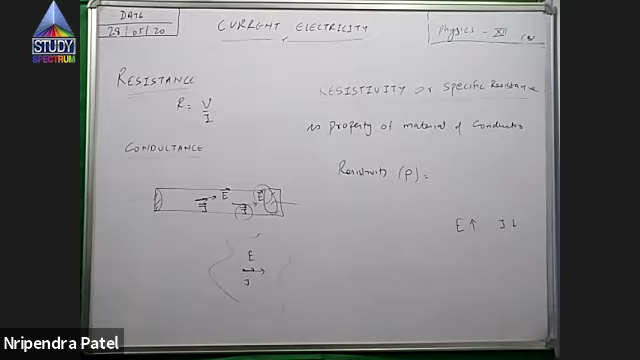 DATE
29/05/20
CURRENT ELECTRICITY
Physics - XII
STUDY
SPECTRUM
RESISTANCE
R = V/I
RESISTIVITY or Specific Resistance
is property of material of conductor
CONDUCTANCE
Resistivity (ρ) =
E
J
E
J
E ↑ J ↓
E
J
Nripendra Patel